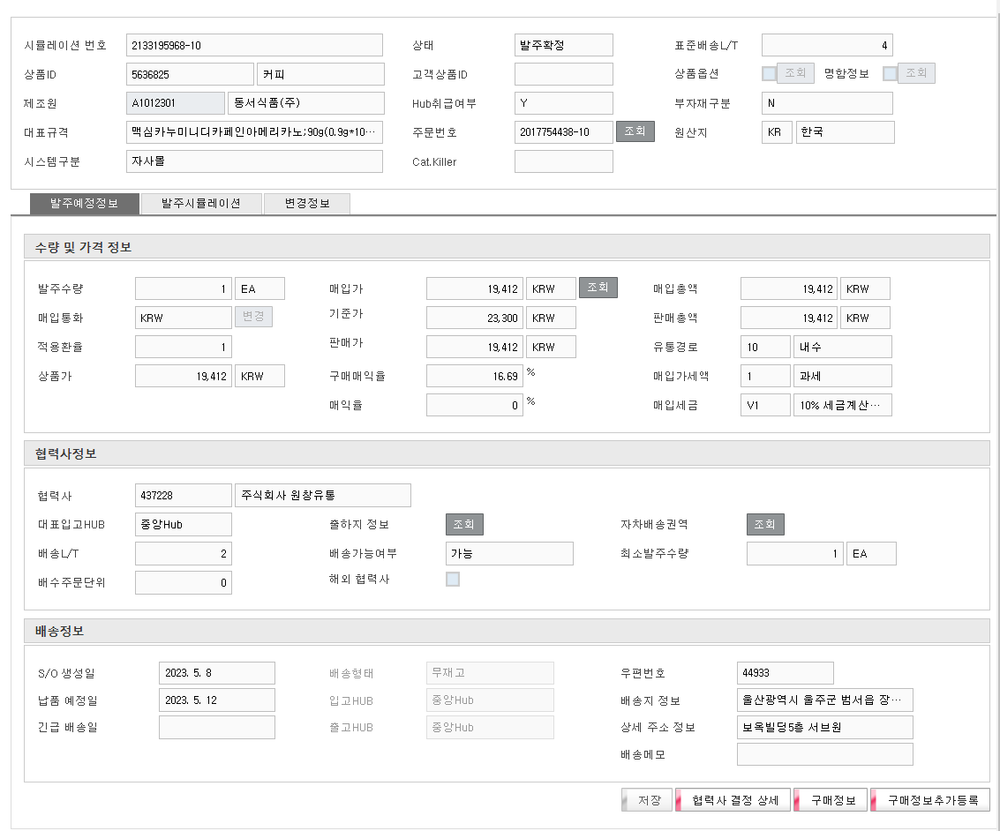 시뮬레이션 번호 2133195968-10 상태 발주확정 표준배송L/T 4
상품ID 5636825 커피 고객상품ID 상품옵션 조회 명함정보 조회
제조원 A1012301 동서식품(주) Hub취급여부 Y 부자재구분 N
대표규격 맥심카누미니디카페인아메리카노;90g(0.9g*10··· 주문번호 2017754438-10 조회 원산지 KR 한국
시스템구분 자사몰 Cat.Killer
발주예정정보 발주시뮬레이션 변경정보
수량 및 가격 정보
발주수량 1 EA 매입가 19,412 KRW 조회 매입총액 19,412 KRW
매입통화 KRW 변경 기준가 23,300 KRW 판매총액 19,412 KRW
적용환율 1 판매가 19,412 KRW 유통경로 10 내수
상품가 19,412 KRW 구매매익율 16.69 % 매입가세액 1 과세
매익율 0 % 매입세금 V1 10% 세금계산···
협력사정보
협력사 437228 주식회사 원창유통
대표입고HUB 중앙Hub 출하지 정보 조회 자차배송권역 조회
배송L/T 2 배송가능여부 가능 최소발주수량 1 EA
배수주문단위 0 해외 협력사
배송정보
S/O 생성일 2023. 5. 8 배송형태 무재고 우편번호 44933
납품 예정일 2023. 5. 12 입고HUB 중앙Hub 배송지 정보 울산광역시 울주군 범서읍 장···
긴급 배송일 출고HUB 중앙Hub 상세 주소 정보 보옥빌딩5층 서브원
배송메모
저장 협력사 결정 상세 구매정보 구매정보추가등록